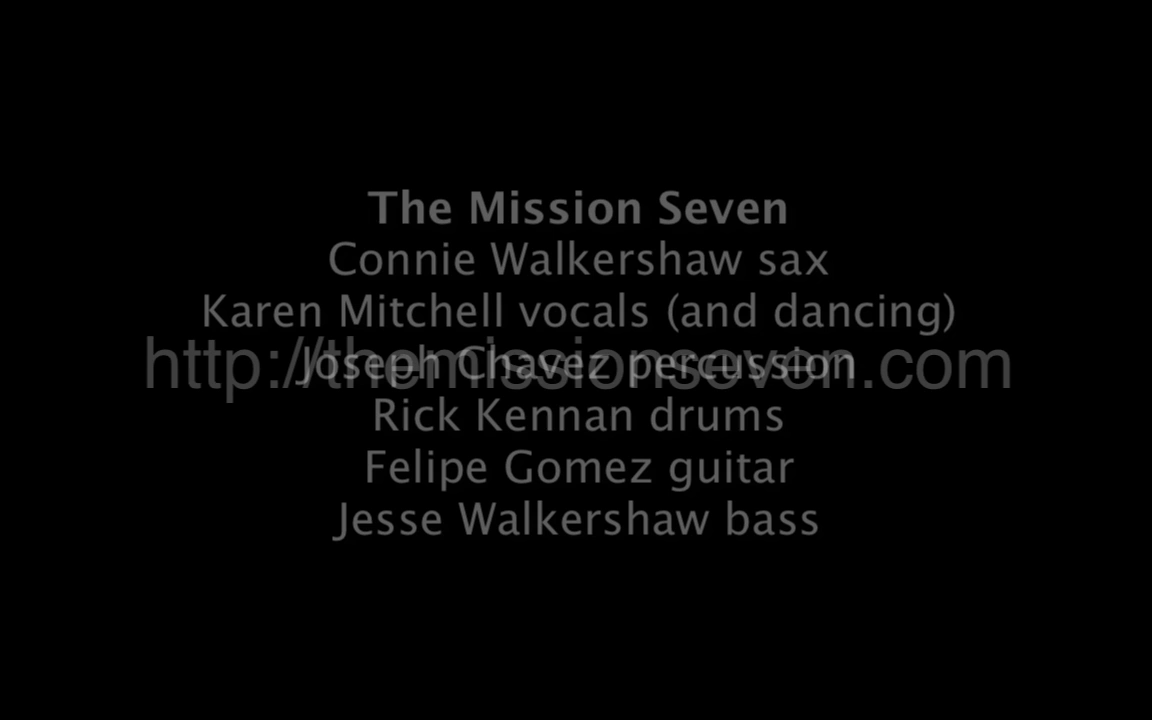 The Mission Seven
Connie Walkershaw sax
Karen Mitchell vocals (and dancing)
Joseph Chavez percussion
http://themissionseven.com
Rick Kennan drums
Felipe Gomez guitar
Jesse Walkershaw bass